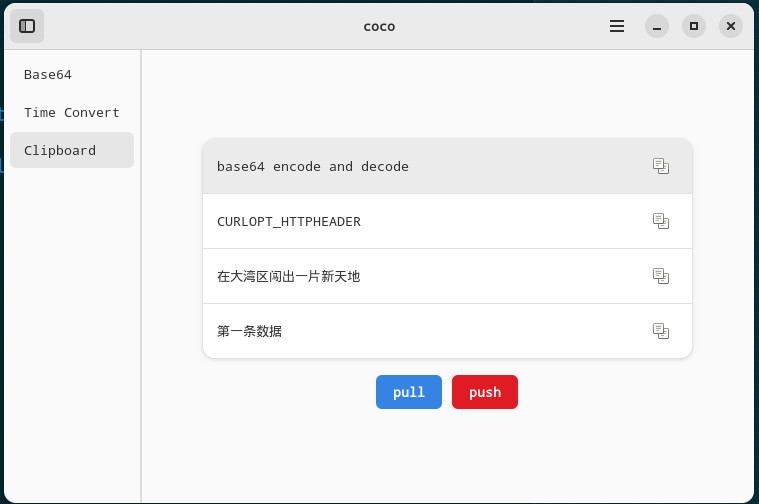 coco
Base64
Time Convert
Clipboard
base64 encode and decode
CURLOPT_HTTPHEADER
在大湾区闯出一片新天地
第一条数据
pull push